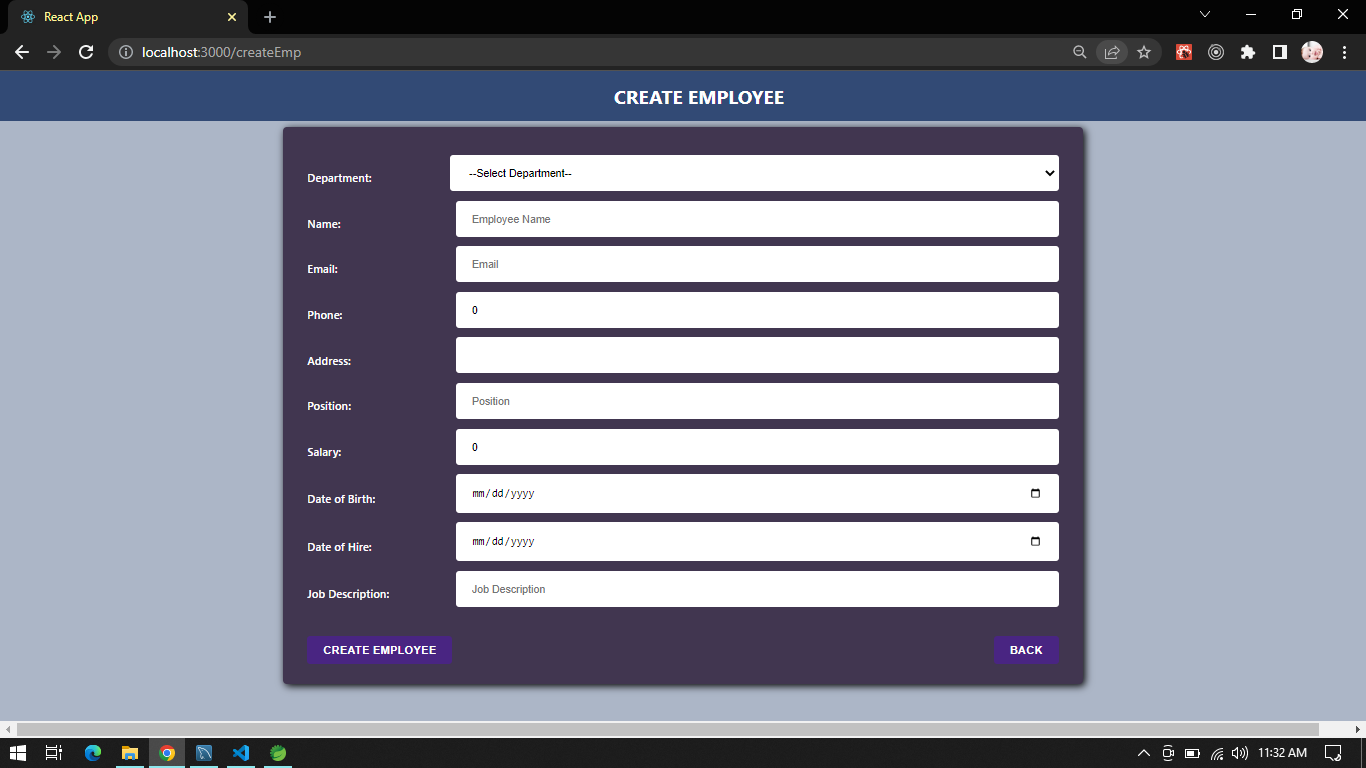 React App
localhost:3000/createEmp
CREATE EMPLOYEE
Department: --Select Department--
Name: Employee Name
Email: Email
Phone: 0
Address:
Position: Position
Salary: 0
Date of Birth: mm/dd/yyyy
Date of Hire: mm/dd/yyyy
Job Description: Job Description
CREATE EMPLOYEE BACK
11:32 AM